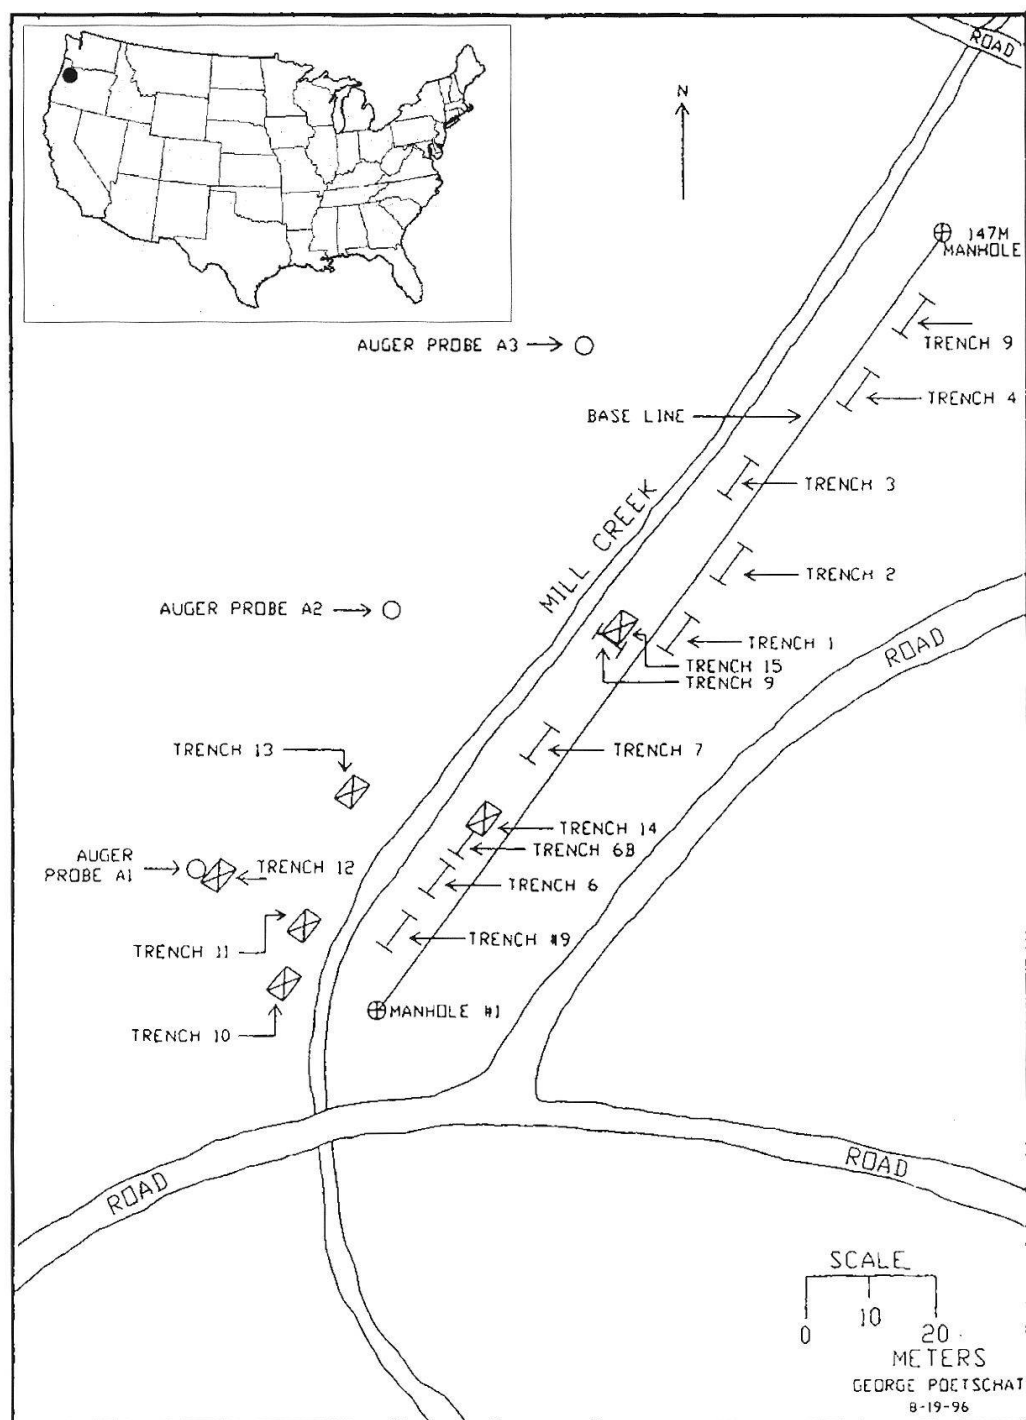 ROAD
N
147M
MANHOLE
TRENCH 9
AUGER PROBE A3
TRENCH 4
BASE LINE
TRENCH 3
MILL CREEK
TRENCH 2
AUGER PROBE A2
TRENCH 1
ROAD
TRENCH 15
TRENCH 9
TRENCH 13
TRENCH 7
TRENCH 14
TRENCH 6B
AUGER
PROBE A1
TRENCH 12
TRENCH 6
TRENCH 11
TRENCH #9
TRENCH 10
MANHOLE #1
ROAD
ROAD
SCALE
0
10
20
METERS
GEORGE POETSCHAT
8-19-96